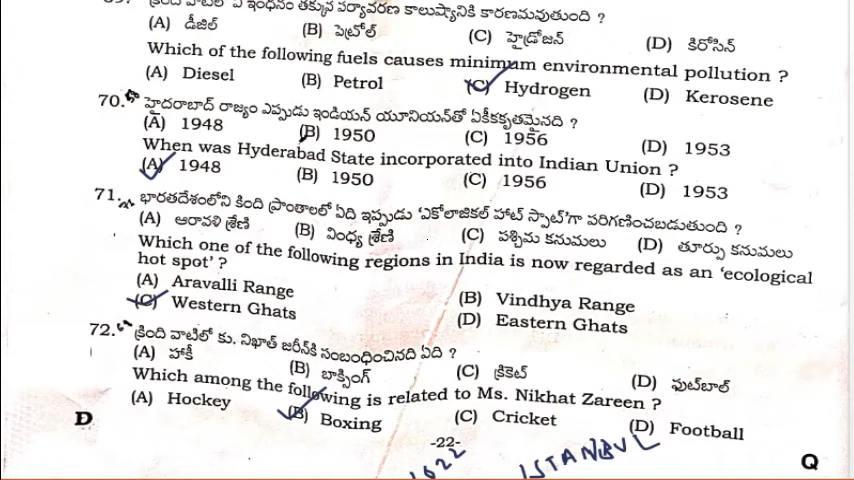 (A) డీజిల్ (B) పెట్రోల్ (C) హైడ్రోజన్ (D) కిరోసిన్
Which of the following fuels causes minimum environmental pollution ?
(A) Diesel (B) Petrol (C) Hydrogen (D) Kerosene
70. హైదరాబాద్ రాజ్యం ఎప్పుడు ఇండియన్ యూనియన్‌తో ఏకీకృతమైనది ?
(A) 1948 (B) 1950 (C) 1956 (D) 1953
When was Hyderabad State incorporated into Indian Union ?
(A) 1948 (B) 1950 (C) 1956 (D) 1953
71. భారతదేశంలోని కింది ప్రాంతాలలో ఏది ఇప్పుడు ‘ఎకోలాజికల్ హాట్ స్పాట్’గా పరిగణించబడుతుంది ?
(A) ఆరావళి శ్రేణి (B) వింధ్య శ్రేణి (C) పశ్చిమ కనుమలు (D) తూర్పు కనుమలు
Which one of the following regions in India is now regarded as an ‘ecological
hot spot’ ?
(A) Aravalli Range (B) Vindhya Range
(C) Western Ghats (D) Eastern Ghats
72. క్రింది వాటిలో కు. నిఖాత్ జరీన్‌కి సంబంధించినది ఏది ?
(A) హాకీ (B) బాక్సింగ్ (C) క్రికెట్ (D) ఫుట్‌బాల్
Which among the following is related to Ms. Nikhat Zareen ?
(A) Hockey (B) Boxing (C) Cricket (D) Football
D -22- Q
ISTANBUL